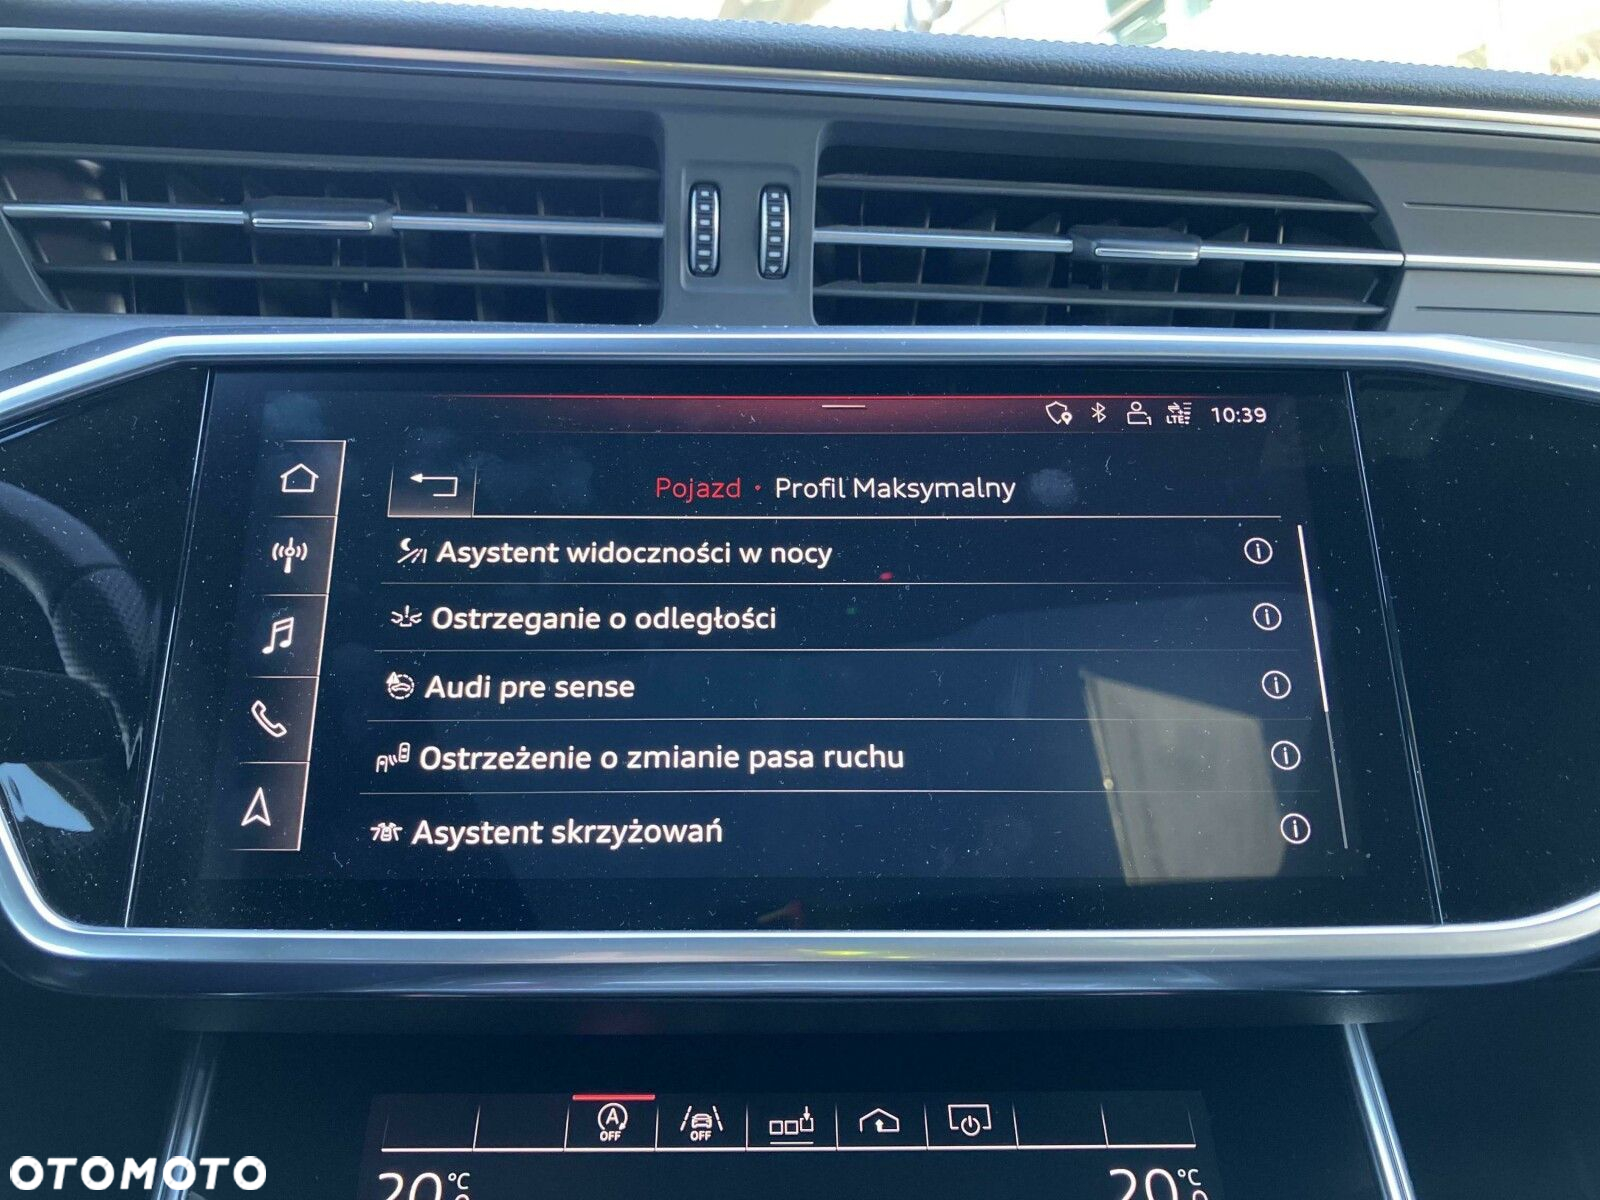 LTE 10:39
Pojazd • Profil Maksymalny
Asystent widoczności w nocy
Ostrzeganie o odległości
Audi pre sense
Ostrzeżenie o zmianie pasa ruchu
Asystent skrzyżowań
A OFF
OFF
20 °C
20 °C
OTOMOTO